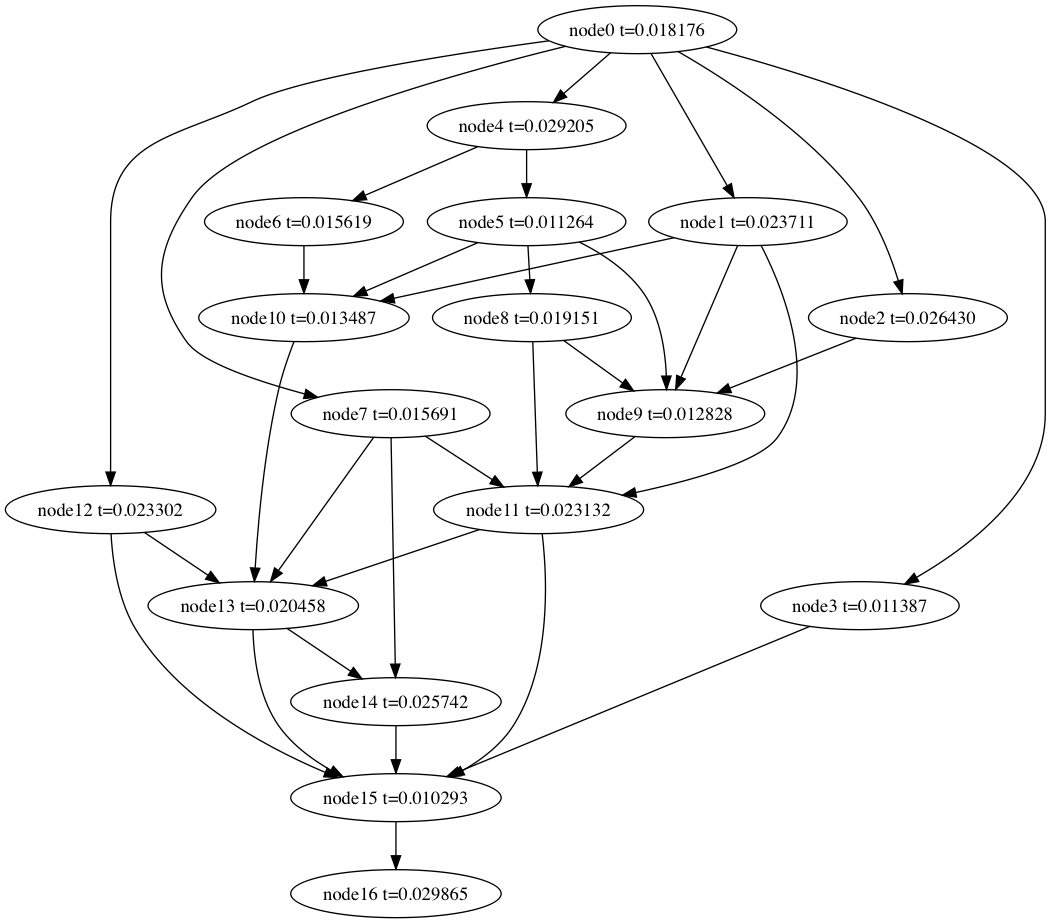 node0 t=0.018176
node4 t=0.029205
node6 t=0.015619
node5 t=0.011264
node1 t=0.023711
node10 t=0.013487
node8 t=0.019151
node2 t=0.026430
node7 t=0.015691
node9 t=0.012828
node12 t=0.023302
node11 t=0.023132
node13 t=0.020458
node3 t=0.011387
node14 t=0.025742
node15 t=0.010293
node16 t=0.029865